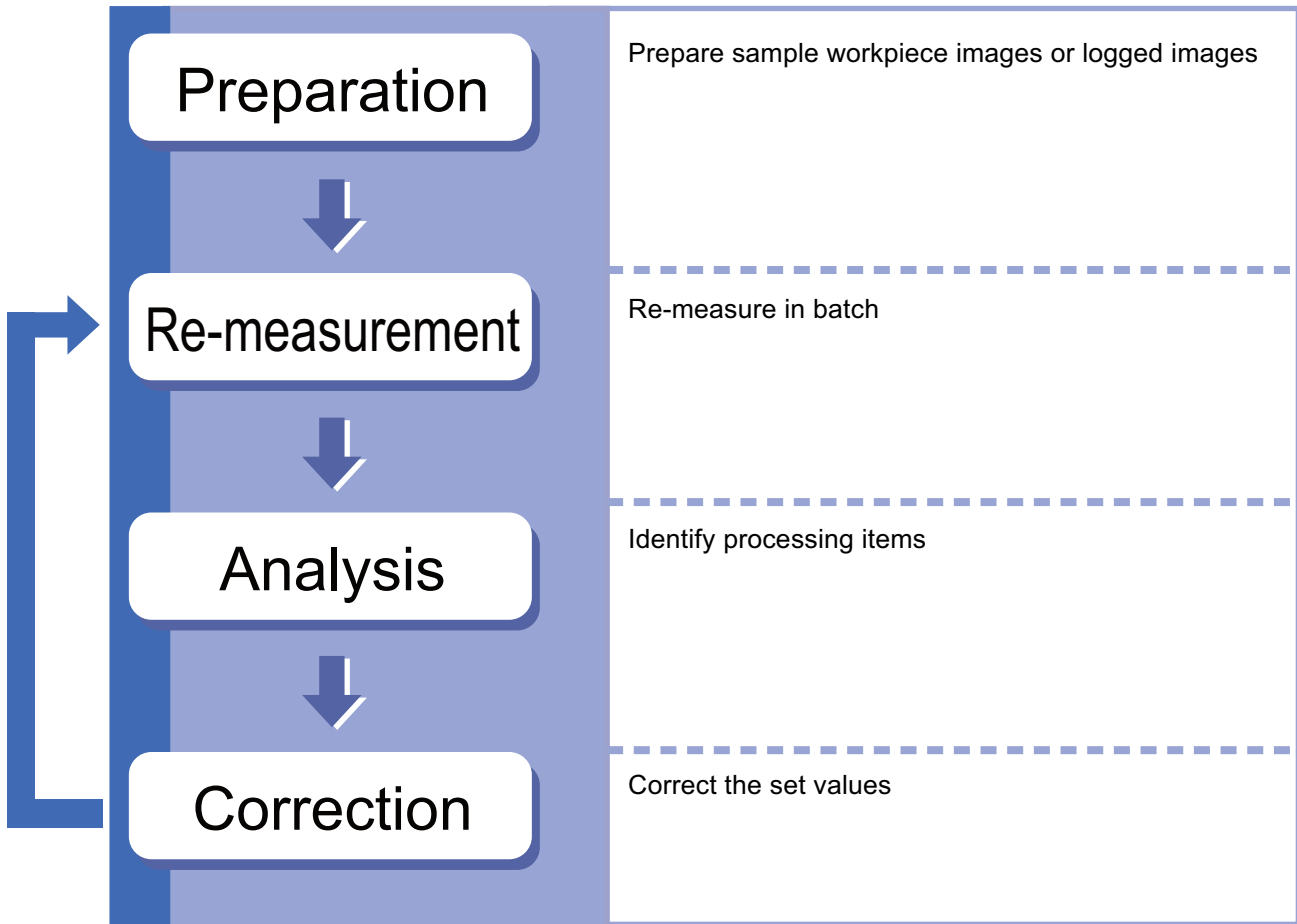 Preparation
Prepare sample workpiece images or logged images
Re-measurement
Re-measure in batch
Analysis
Identify processing items
Correction
Correct the set values